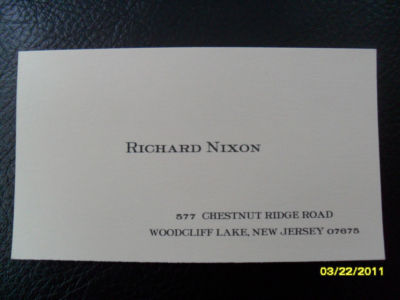 RICHARD NIXON
577 CHESTNUT RIDGE ROAD
WOODCLIFF LAKE, NEW JERSEY 07675
03/22/2011